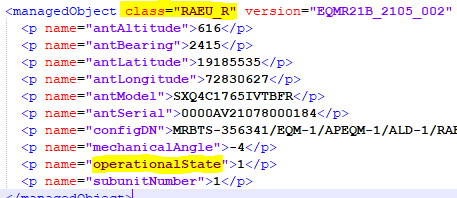 <managedObject class="RAEU_R" version="EQMR21B_2105_002"
<p name="antAltitude">616</p>
<p name="antBearing">2415</p>
<p name="antLatitude">19185535</p>
<p name="antLongitude">72830627</p>
<p name="antModel">SXQ4C1765IVTBFR</p>
<p name="antSerial">0000AV21078000184</p>
<p name="configDN">MRBTS-356341/EQM-1/APEQM-1/ALD-1/RAE
<p name="mechanicalAngle">-4</p>
<p name="operationalState">1</p>
<p name="subunitNumber">1</p>
</managedObject>